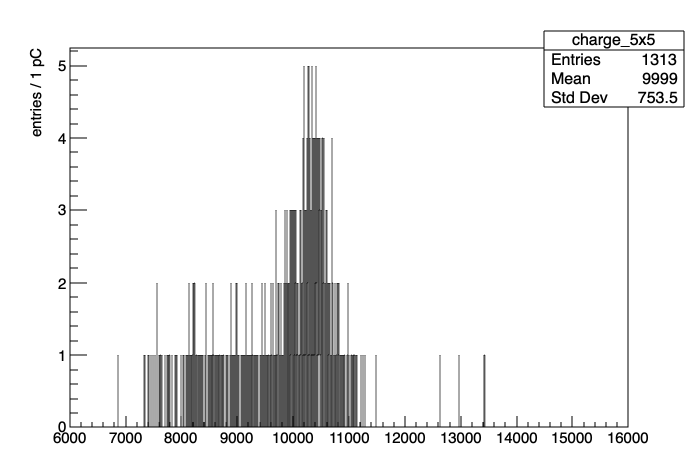 charge_5x5
Entries 1313
Mean 9999
Std Dev 753.5
entries / 1 pC
5
4
3
2
1
0
6000 7000 8000 9000 10000 11000 12000 13000 14000 15000 16000